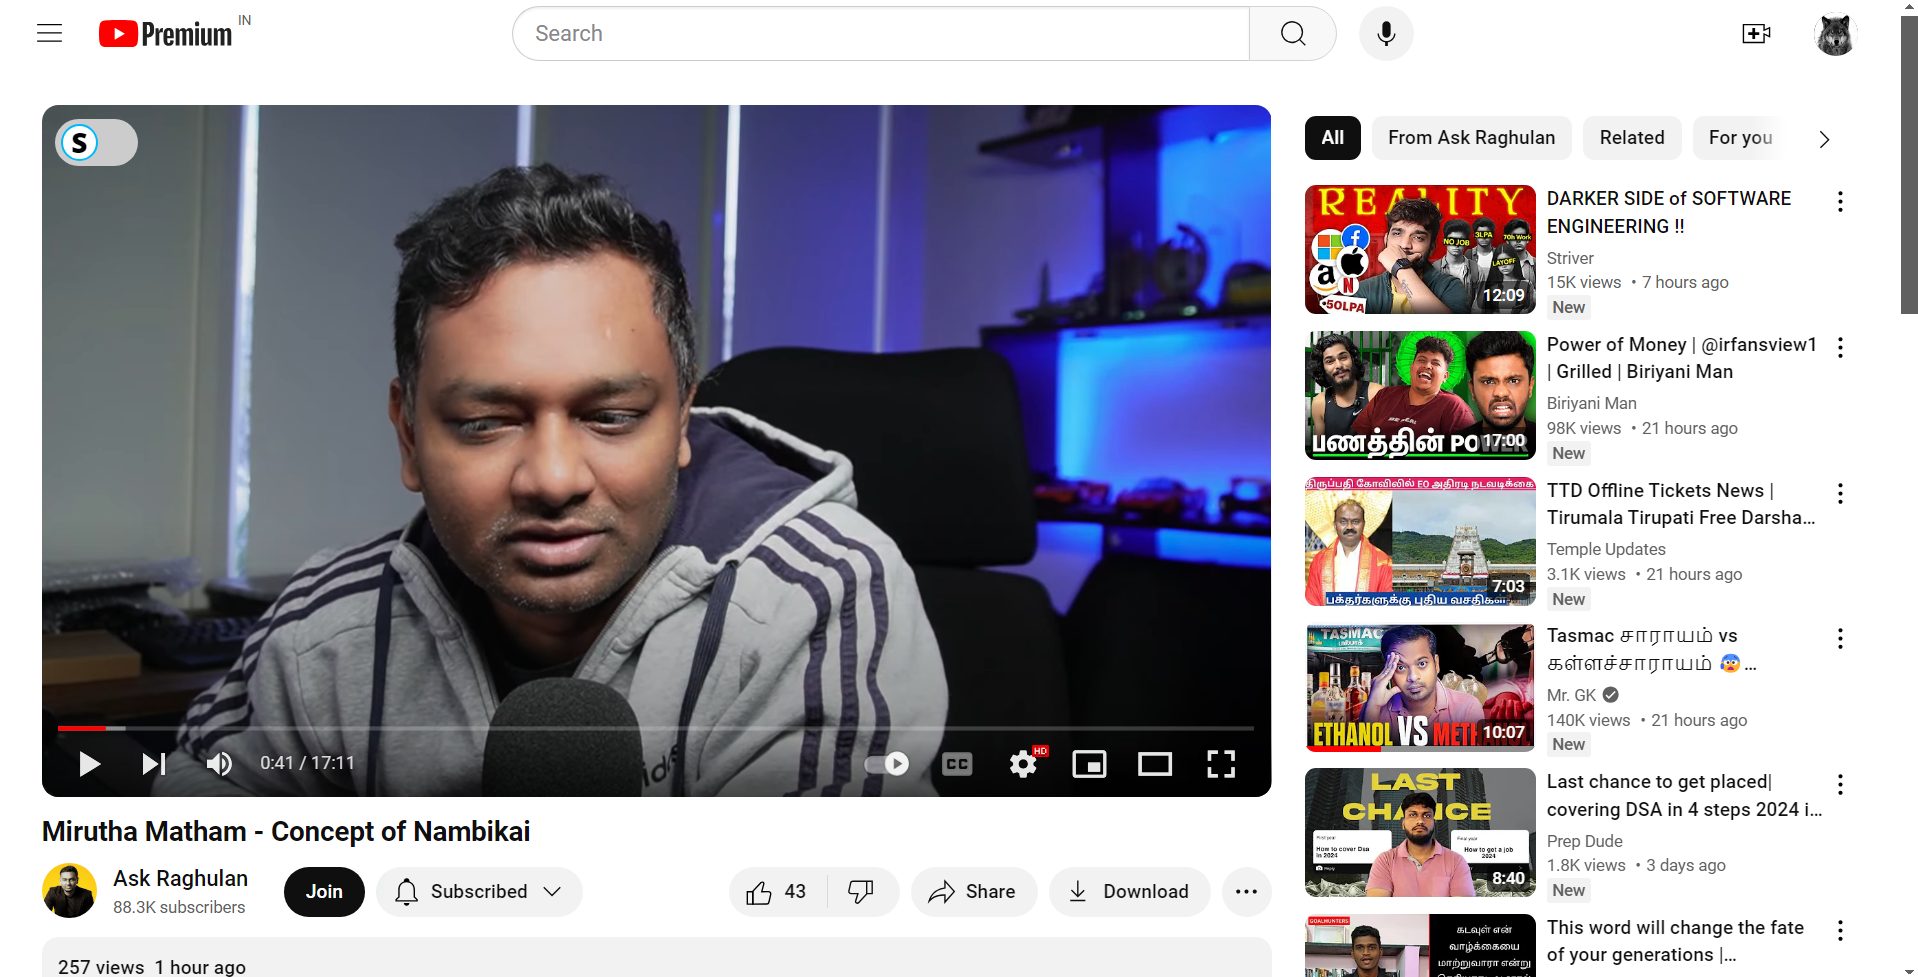 Premium IN
Search
S
0:41 / 17:11
CC
HD
Mirutha Matham - Concept of Nambikai
Ask Raghulan
88.3K subscribers
Join
Subscribed
43
Share
Download
257 views 1 hour ago
All
From Ask Raghulan
Related
For you
REALITY
NO JOB
3LPA
70h Work
LAYOFF
50LPA
12:09
DARKER SIDE of SOFTWARE
ENGINEERING !!
Striver
15K views • 7 hours ago
New
பணத்தின் POWER
17:00
Power of Money | @irfansview1
| Grilled | Biriyani Man
Biriyani Man
98K views • 21 hours ago
New
திருப்பதி கோவிலில் EO அதிரடி நடவடிக்கை
பக்தர்களுக்கு புதிய வசதிகள்
7:03
TTD Offline Tickets News |
Tirumala Tirupati Free Darsha...
Temple Updates
3.1K views • 21 hours ago
New
TASMAC
ETHANOL VS METH
10:07
Tasmac சாராயம் vs
கள்ளச்சாராயம் 😰 ...
Mr. GK
140K views • 21 hours ago
New
LAST
CHANCE
First year
How to cover Dsa
in 2024
Final year
How to get a job
2024
8:40
Last chance to get placed|
covering DSA in 4 steps 2024 i...
Prep Dude
1.8K views • 3 days ago
New
GOALHUNTERS
கடவுள் என்
வாழ்க்கையை
மாற்றுவாரா என்று
This word will change the fate
of your generations |...